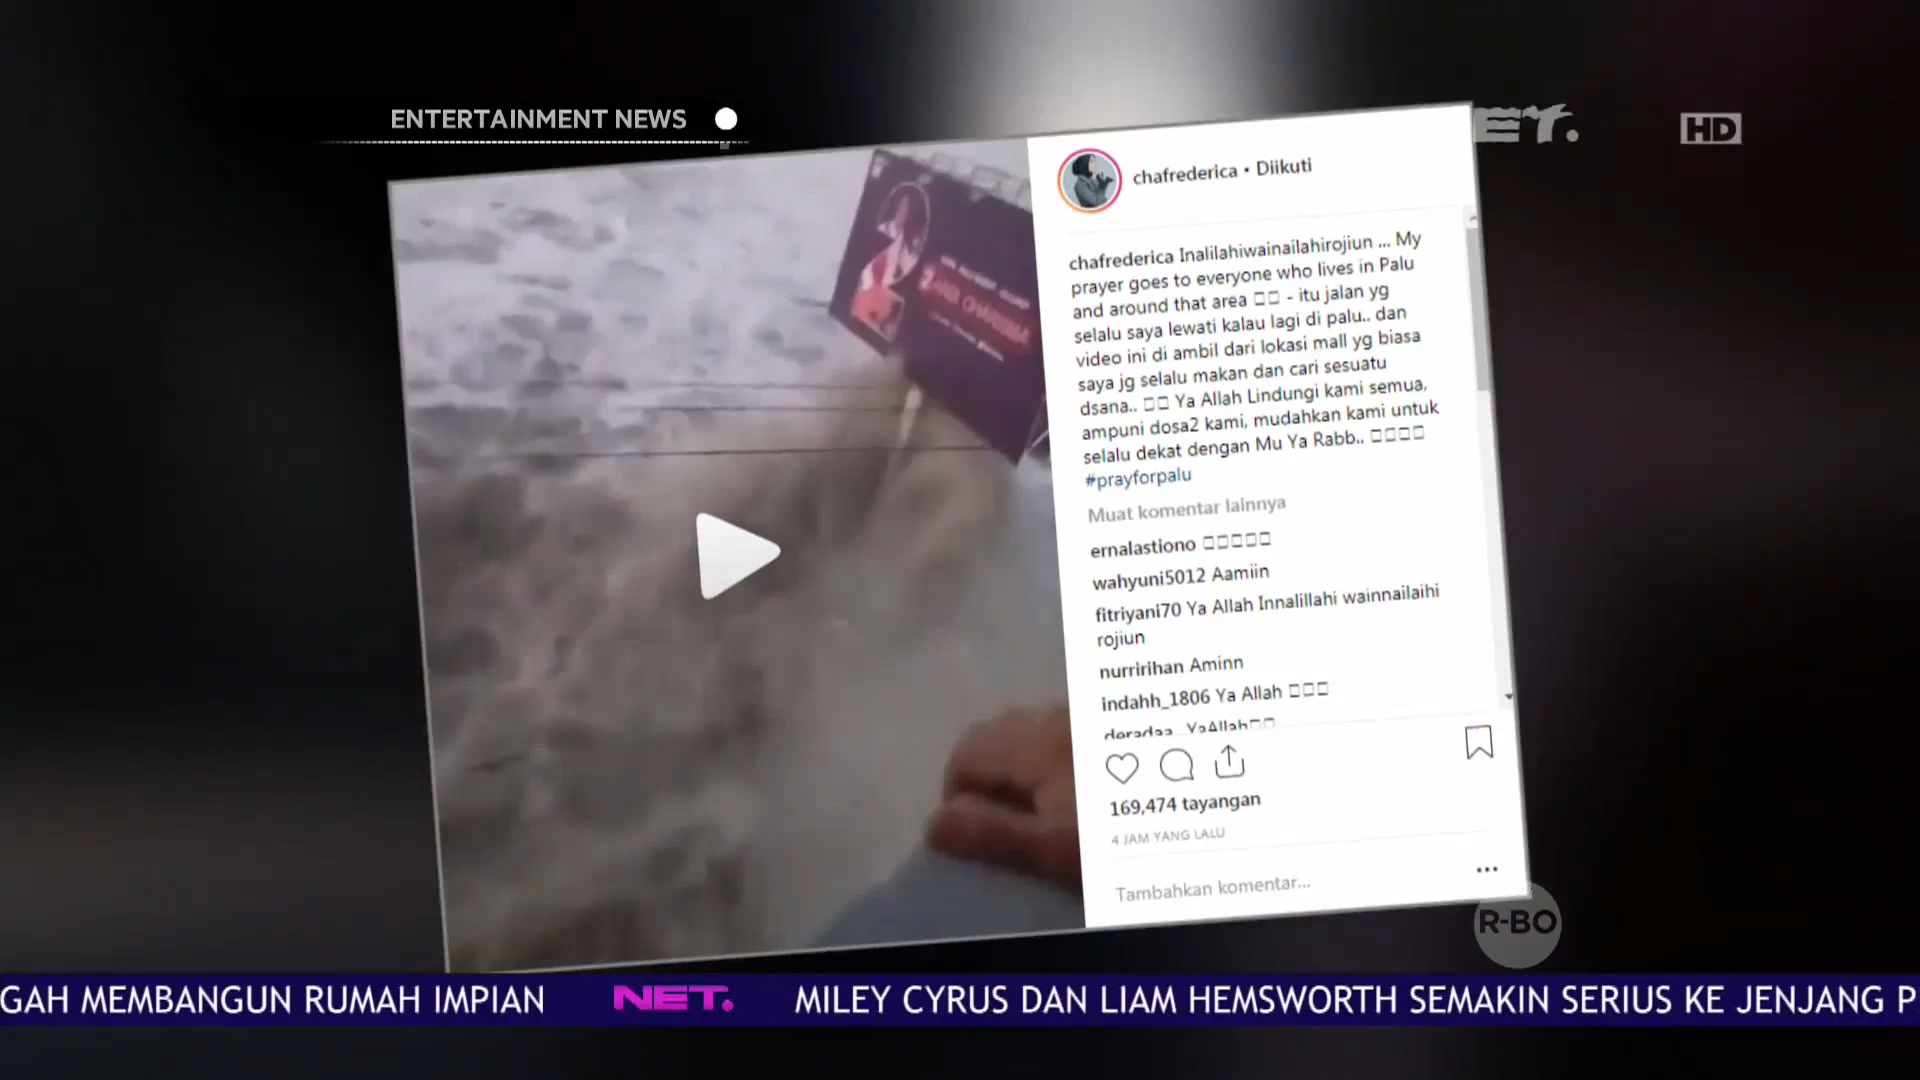 ENTERTAINMENT NEWS
ET.
HD
chafrederica • Diikuti
chafrederica Inalilahiwainailahirojiun ... My
prayer goes to everyone who lives in Palu
and around that area - itu jalan yg
selalu saya lewati kalau lagi di palu.. dan
video ini di ambil dari lokasi mall yg biasa
saya jg selalu makan dan cari sesuatu
dsana.. Ya Allah Lindungi kami semua,
ampuni dosa2 kami, mudahkan kami untuk
selalu dekat dengan Mu Ya Rabb..
#prayforpalu
Muat komentar lainnya
ernalastiono
wahyuni5012 Aamiin
fitriyani70 Ya Allah Innalillahi wainnailaihi
rojiun
nurririhan Aminn
indahh_1806 Ya Allah
deradaa_ YaAllah
169,474 tayangan
4 JAM YANG LALU
Tambahkan komentar...
R-BO
GAH MEMBANGUN RUMAH IMPIAN NET. MILEY CYRUS DAN LIAM HEMSWORTH SEMAKIN SERIUS KE JENJANG P